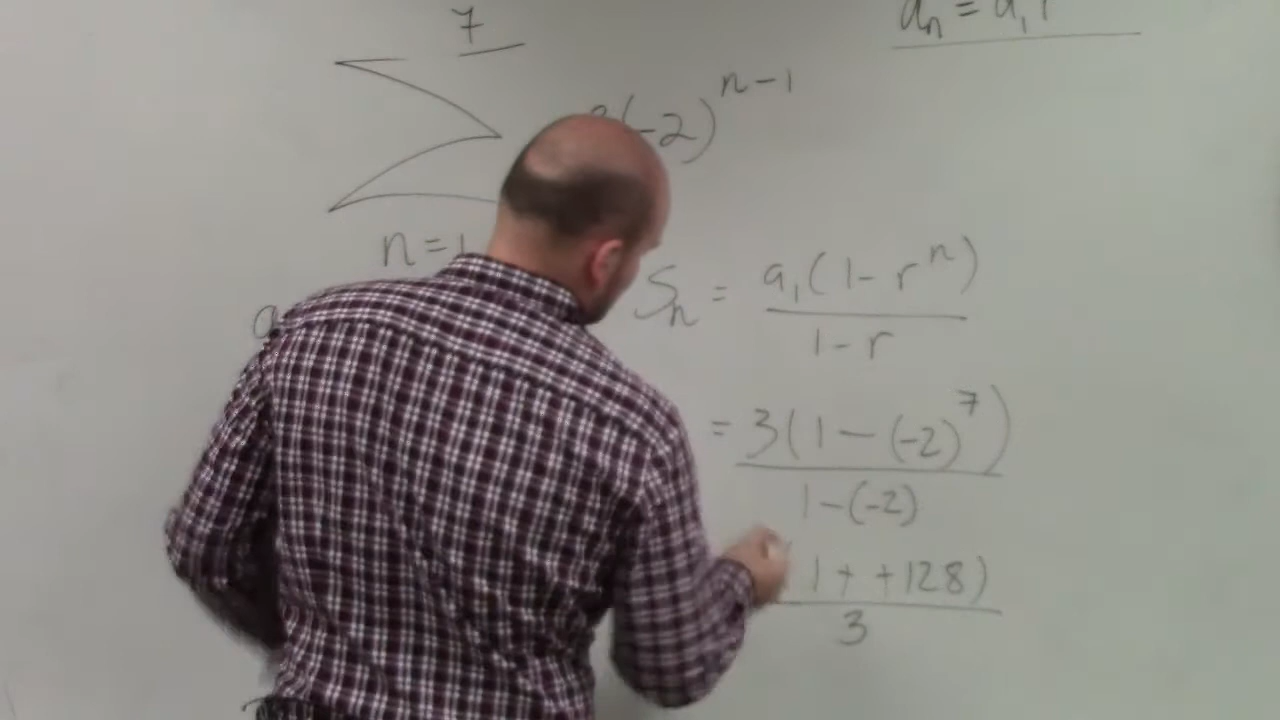 7
aₙ = a₁ r
(-2)ⁿ⁻¹
n = 1
a
Sₙ = a₁(1 - rⁿ) / 1 - r
= 3(1 - (-2)⁷) / 1 - (-2)
1 + +128) / 3